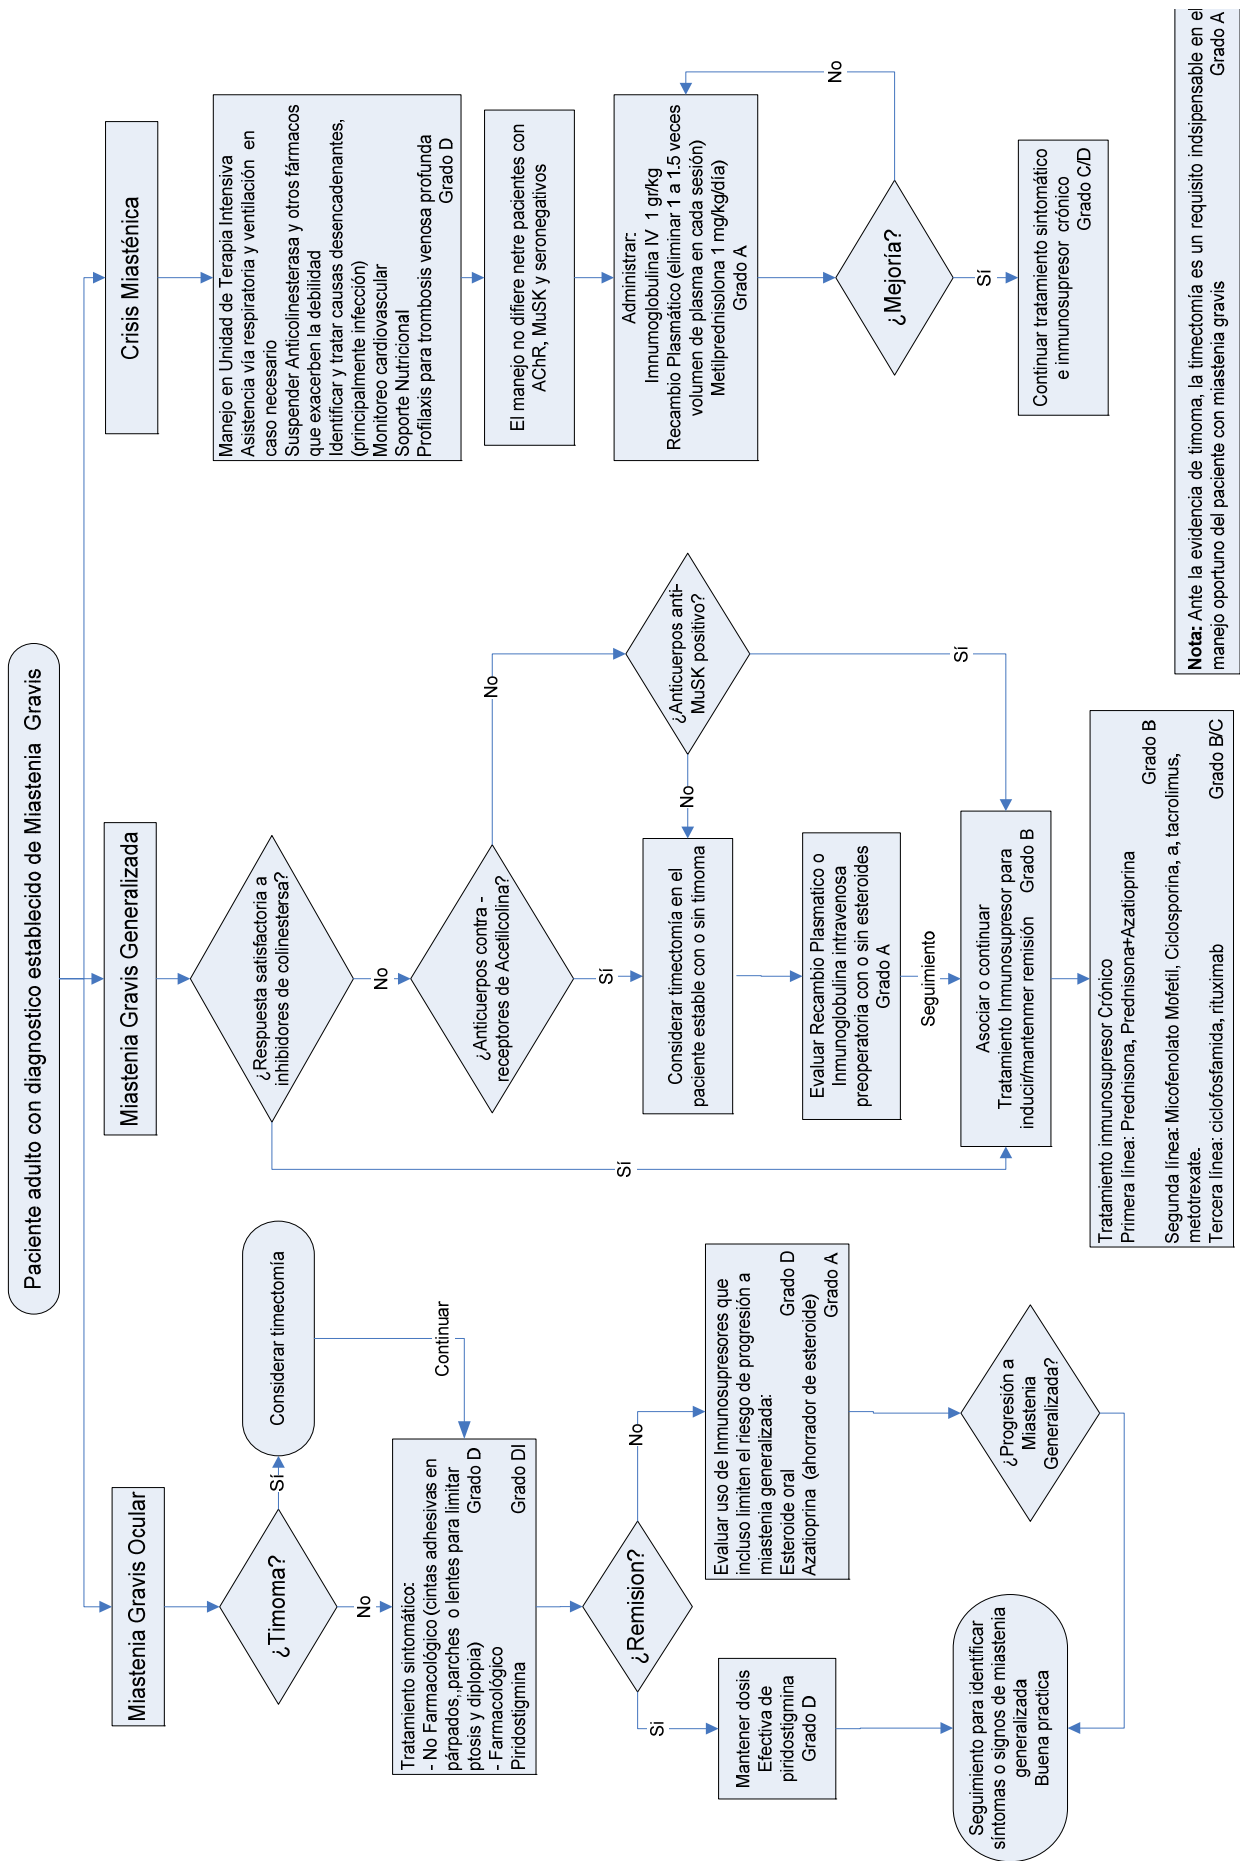 Paciente adulto con diagnostico establecido de Miastenia Gravis
Miastenia Gravis Ocular
¿Timoma?
Sí
Considerar timectomía
Continuar
No
Tratamiento sintomático:
- No Farmacológico (cintas adhesivas en
párpados,,parches o lentes para limitar
ptosis y diplopia) Grado D
- Farmacológico
Piridostigmina Grado DI
¿Remision?
Si
Mantener dosis
Efectiva de
piridostigmina
Grado D
No
Evaluar uso de Inmunosupresores que
incluso limiten el riesgo de progresión a
miastenia generalizada:
Esteroide oral Grado D
Azatioprina (ahorrador de esteroide)
Grado A
¿Progresión a
Miastenia
Generalizada?
Seguimiento para identificar
síntomas o signos de miastenia
generalizada
Buena practica
Miastenia Gravis Generalizada
¿Respuesta satisfactoria a
inhibidores de colinestersa?
Sí
No
¿Anticuerpos contra -
receptores de Acetilcolina?
Sí
No
¿Anticuerpos anti-
MuSK positivo?
No
Sí
Considerar timectomía en el
paciente estable con o sin timoma
Evaluar Recambio Plasmatico o
Inmunoglobulina intravenosa
preoperatoria con o sin esteroides
Grado A
Seguimiento
Asociar o continuar
Tratamiento Inmunosupresor para
inducir/mantenmer remisión Grado B
Tratamiento inmunosupresor Crónico
Primera línea: Prednisona, Prednisona+Azatioprina
Grado B
Segunda línea: Micofenolato Mofetil, Ciclosporina, a, tacrolimus,
metotrexate.
Tercera línea: ciclofosfamida, rituximab Grado B/C
Crisis Miasténica
Manejo en Unidad de Terapia Intensiva
Asistencia vía respiratoria y ventilación en
caso necesario
Suspender Anticolinesterasa y otros fármacos
que exacerben la debilidad
Identificar y tratar causas desencadenantes,
(principalmente infección)
Monitoreo cardiovascular
Soporte Nutricional
Profilaxis para trombosis venosa profunda
Grado D
El manejo no difiere netre pacientes con
AChR, MuSK y seronegativos
Administrar:
Imnumoglobulina IV 1 gr/kg
Recambio Plasmático (eliminar 1 a 1.5 veces
volumen de plasma en cada sesión)
Metilprednisolona 1 mg/kg/día)
Grado A
¿Mejoría?
No
Sí
Continuar tratamiento sintomático
e inmunosupresor crónico
Grado C/D
Nota: Ante la evidencia de timoma, la timectomía es un requisito indsipensable en el
manejo oportuno del paciente con miastenia gravis Grado A